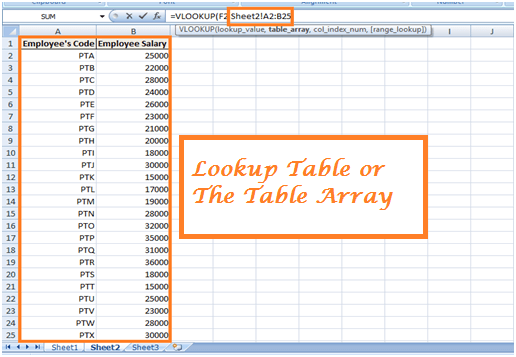 Clipboard Font Alignment Number
SUM =VLOOKUP(F2,Sheet2!A2:B25
VLOOKUP(lookup_value, table_array, col_index_num, [range_lookup])
A B C D E F G H I J
1 Employee's Code Employee Salary
2 PTA 25000
3 PTB 22000
4 PTC 28000
5 PTD 24000
6 PTE 26000
7 PTF 23000
8 PTG 21000
9 PTH 20000
10 PTI 18000
11 PTJ 30000
12 PTK 15000
13 PTL 17000
14 PTM 19000
15 PTN 28000
16 PTO 32000
17 PTP 35000
18 PTQ 31000
19 PTR 36000
20 PTS 18000
21 PTT 15000
22 PTU 25000
23 PTV 23000
24 PTW 28000
25 PTX 30000
Lookup Table or
The Table Array
Sheet1 Sheet2 Sheet3